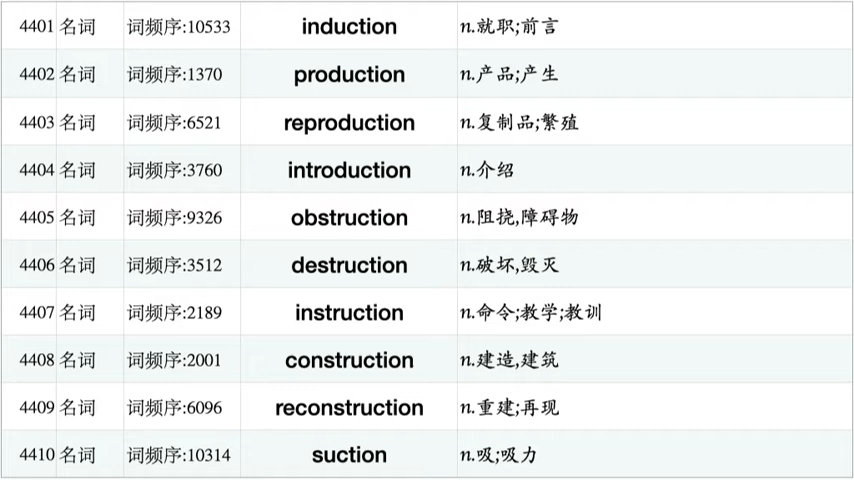 4401 名词 词频序:10533 induction n.就职;前言
4402 名词 词频序:1370 production n.产品;产生
4403 名词 词频序:6521 reproduction n.复制品;繁殖
4404 名词 词频序:3760 introduction n.介绍
4405 名词 词频序:9326 obstruction n.阻挠,障碍物
4406 名词 词频序:3512 destruction n.破坏,毁灭
4407 名词 词频序:2189 instruction n.命令;教学;教训
4408 名词 词频序:2001 construction n.建造,建筑
4409 名词 词频序:6096 reconstruction n.重建;再现
4410 名词 词频序:10314 suction n.吸;吸力